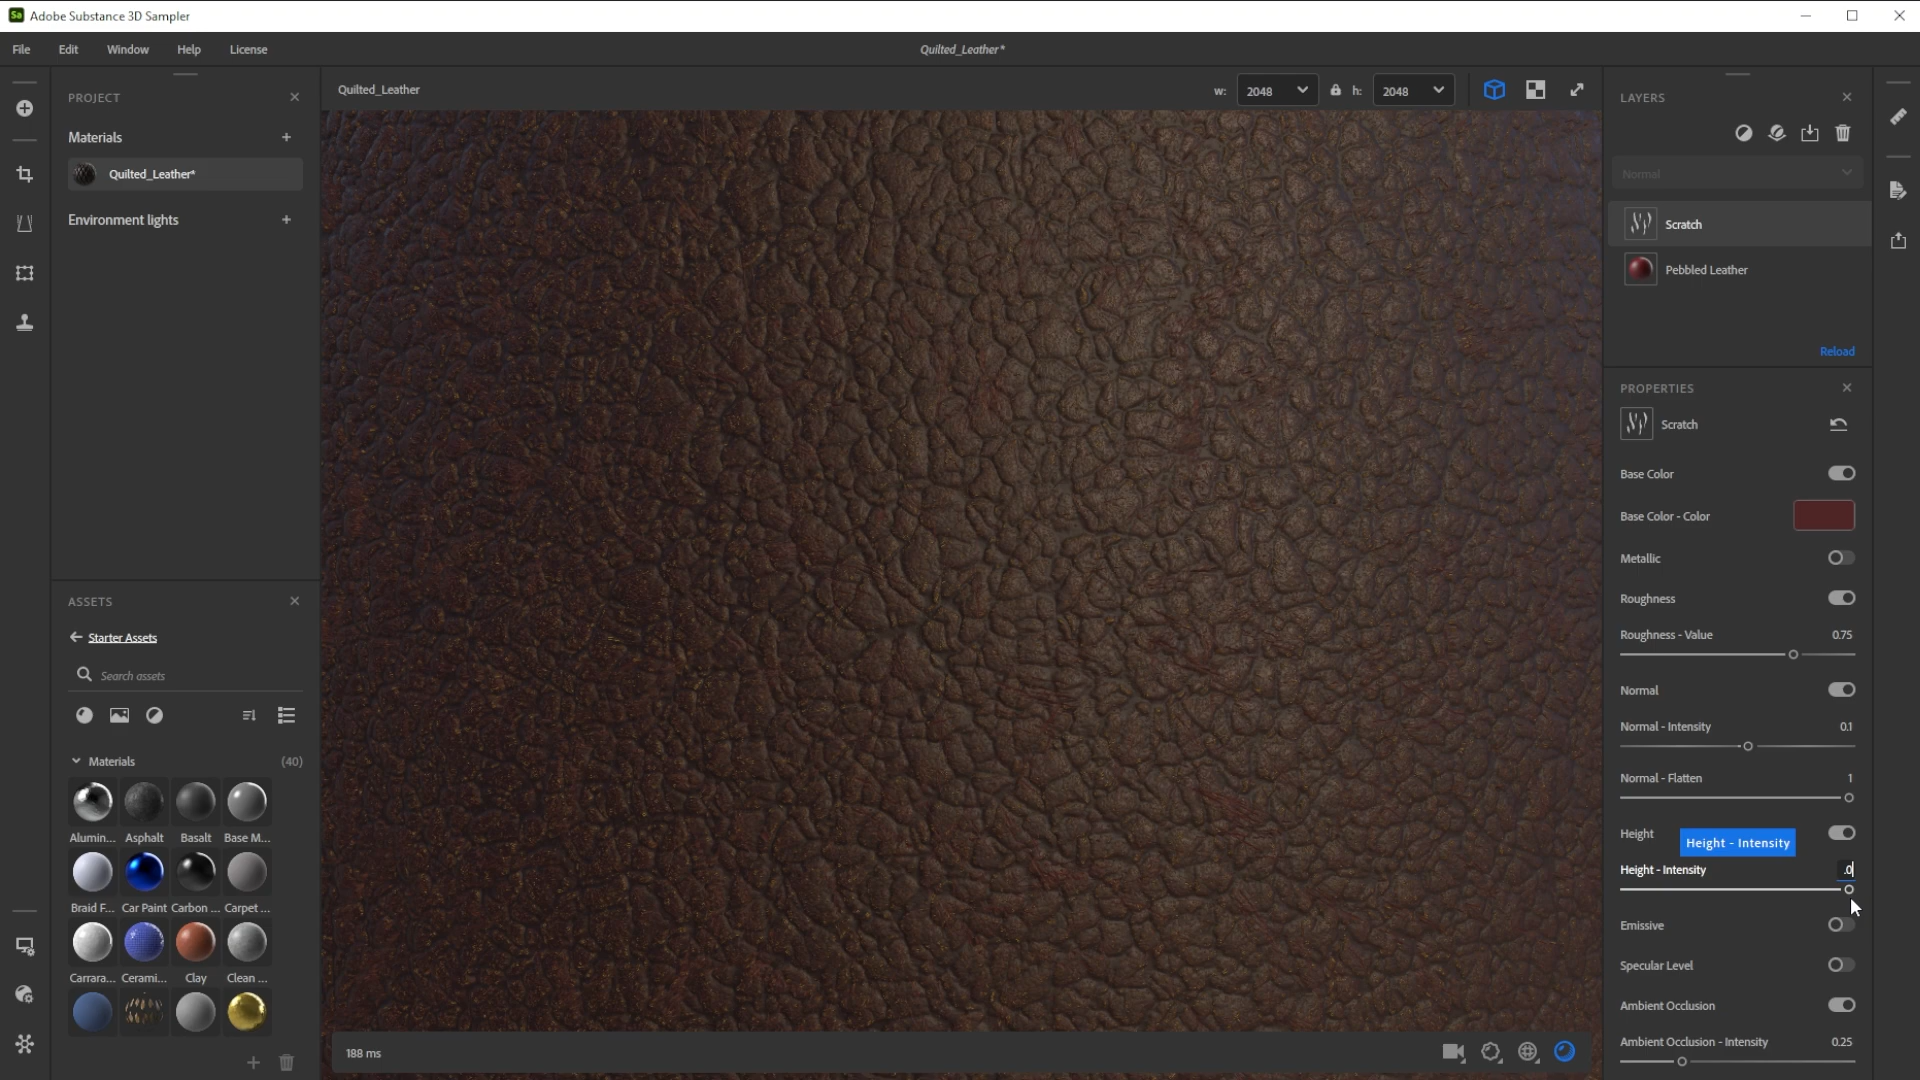 Sa Adobe Substance 3D Sampler
File Edit Window Help License
Quilted_Leather*
PROJECT
Materials
Quilted_Leather*
Environment lights
ASSETS
Starter Assets
Search assets
Materials (40)
Alumin... Asphalt Basalt Base M...
Braid F... Car Paint Carbon ... Carpet ...
Carrara... Cerami... Clay Clean ...
Quilted_Leather
w: 2048 h: 2048
188 ms
LAYERS
Normal
Scratch
Pebbled Leather
Reload
PROPERTIES
Scratch
Base Color
Base Color - Color
Metallic
Roughness
Roughness - Value 0.75
Normal
Normal - Intensity 0.1
Normal - Flatten 1
Height
Height - Intensity
Height - Intensity .0
Emissive
Specular Level
Ambient Occlusion
Ambient Occlusion - Intensity 0.25